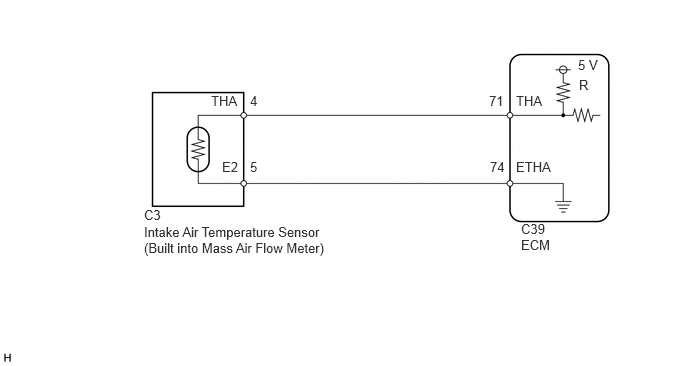 5 V
R
THA 4
71 THA
E2 5
74 ETHA
C3
Intake Air Temperature Sensor
(Built into Mass Air Flow Meter)
C39
ECM
H